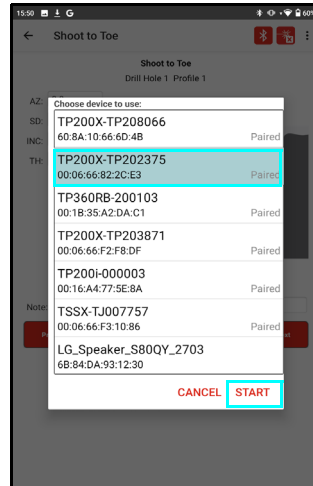 15:50 G 60%
Shoot to Toe
Shoot to Toe
Drill Hole 1 Profile 1
AZ:
SD:
INC:
TH:
Choose device to use:
TP200X-TP208066
60:8A:10:66:6D:4B Paired
TP200X-TP202375
00:06:66:82:2C:E3 Paired
TP360RB-200103
00:1B:35:A2:DA:C1 Paired
TP200X-TP203871
00:06:66:F2:F8:DF Paired
TP200i-000003
00:16:A4:77:5E:8A Paired
TSSX-TJ007757
00:06:66:F3:10:86 Paired
LG_Speaker_S80QY_2703
6B:84:DA:93:12:30
Note:
CANCEL START